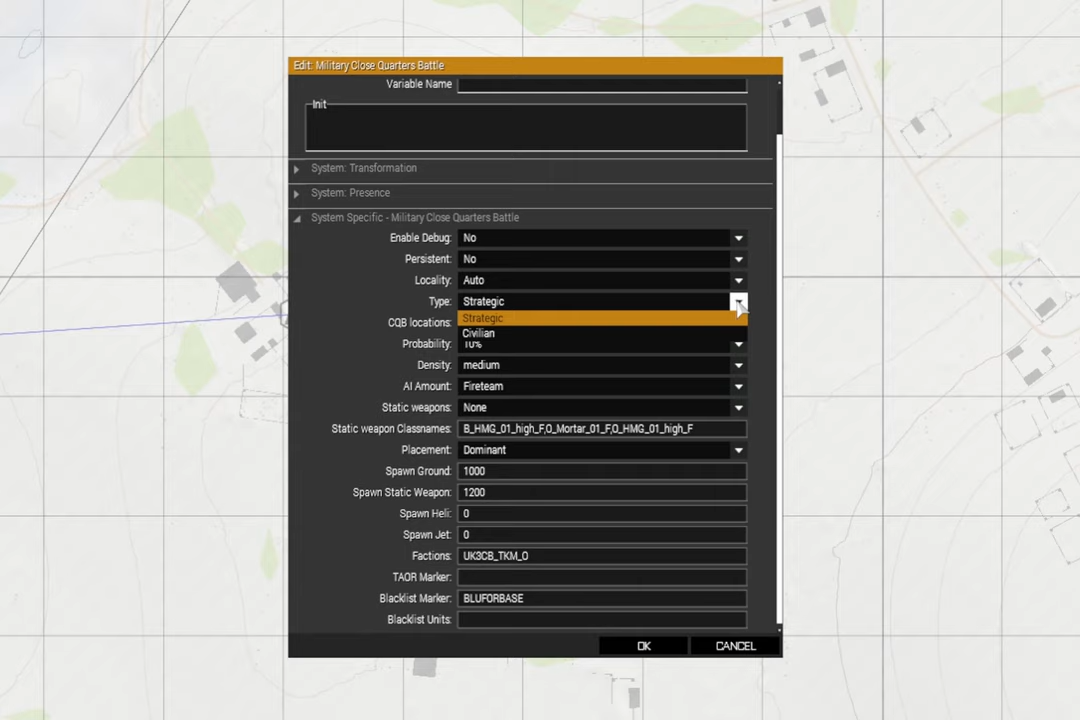 Edit: Military Close Quarters Battle
Variable Name
Init
System: Transformation
System: Presence
System Specific - Military Close Quarters Battle
Enable Debug: No
Persistent: No
Locality: Auto
Type: Strategic
Strategic
CQB locations:
Civilian
Probability: 10%
Density: medium
AI Amount: Fireteam
Static weapons: None
Static weapon Classnames: B_HMG_01_high_F,O_Mortar_01_F,O_HMG_01_high_F
Placement: Dominant
Spawn Ground: 1000
Spawn Static Weapon: 1200
Spawn Heli: 0
Spawn Jet: 0
Factions: UK3CB_TKM_O
TAOR Marker:
Blacklist Marker: BLUFORBASE
Blacklist Units:
OK CANCEL